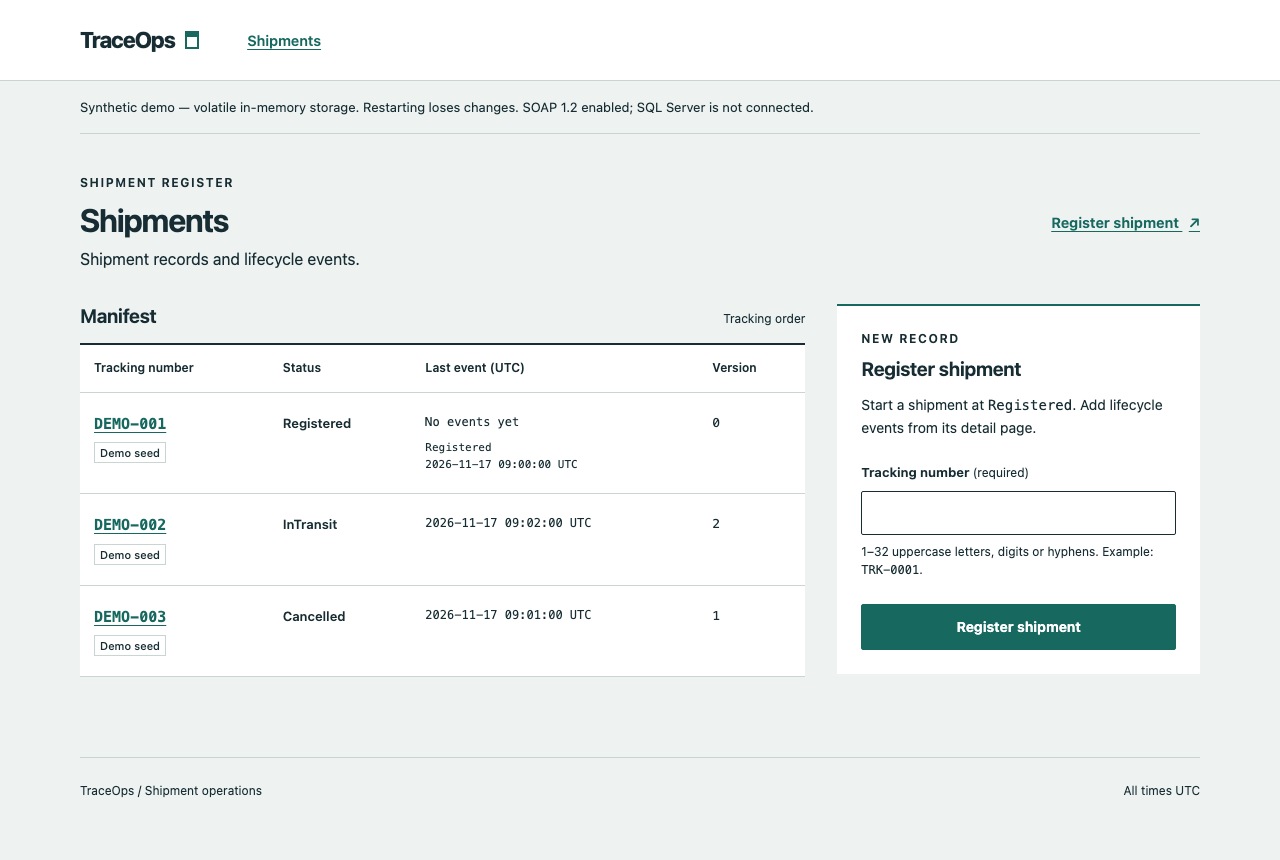 TraceOps
Shipments
Synthetic demo — volatile in-memory storage. Restarting loses changes. SOAP 1.2 enabled; SQL Server is not connected.
SHIPMENT REGISTER
Shipments
Register shipment ↗
Shipment records and lifecycle events.
Manifest
Tracking order
Tracking number Status Last event (UTC) Version
DEMO-001 Registered No events yet 0
Demo seed
Registered
2026-11-17 09:00:00 UTC
DEMO-002 InTransit 2026-11-17 09:02:00 UTC 2
Demo seed
DEMO-003 Cancelled 2026-11-17 09:01:00 UTC 1
Demo seed
NEW RECORD
Register shipment
Start a shipment at Registered. Add lifecycle
events from its detail page.
Tracking number (required)
1–32 uppercase letters, digits or hyphens. Example:
TRK-0001.
Register shipment
TraceOps / Shipment operations
All times UTC